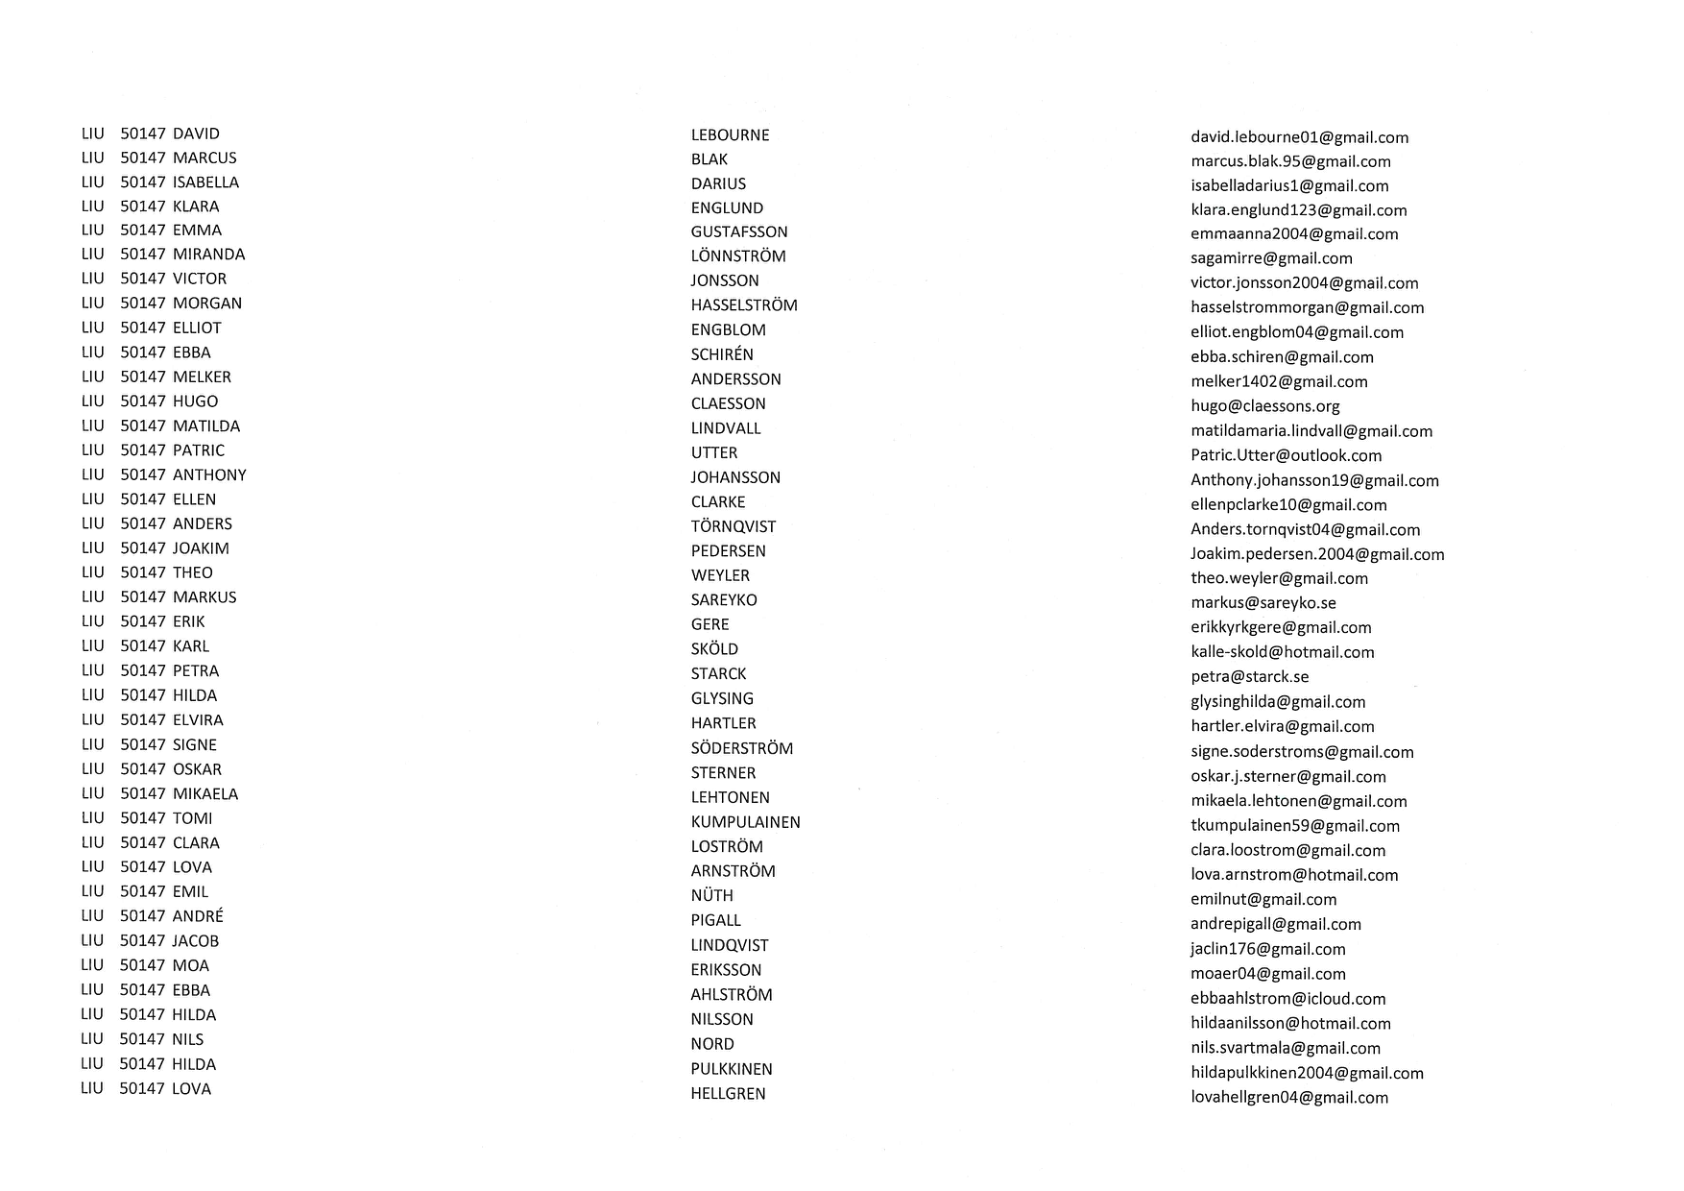 LIU 50147 DAVID LEBOURNE david.lebourne01@gmail.com
LIU 50147 MARCUS BLAK marcus.blak.95@gmail.com
LIU 50147 ISABELLA DARIUS isabelladarius1@gmail.com
LIU 50147 KLARA ENGLUND klara.englund123@gmail.com
LIU 50147 EMMA GUSTAFSSON emmaanna2004@gmail.com
LIU 50147 MIRANDA LÖNNSTRÖM sagamirre@gmail.com
LIU 50147 VICTOR JONSSON victor.jonsson2004@gmail.com
LIU 50147 MORGAN HASSELSTRÖM hasselstrommorgan@gmail.com
LIU 50147 ELLIOT ENGBLOM elliot.engblom04@gmail.com
LIU 50147 EBBA SCHIRÉN ebba.schiren@gmail.com
LIU 50147 MELKER ANDERSSON melker1402@gmail.com
LIU 50147 HUGO CLAESSON hugo@claessons.org
LIU 50147 MATILDA LINDVALL matildamaria.lindvall@gmail.com
LIU 50147 PATRIC UTTER Patric.Utter@outlook.com
LIU 50147 ANTHONY JOHANSSON Anthony.johansson19@gmail.com
LIU 50147 ELLEN CLARKE ellenpclarke10@gmail.com
LIU 50147 ANDERS TÖRNQVIST Anders.tornqvist04@gmail.com
LIU 50147 JOAKIM PEDERSEN Joakim.pedersen.2004@gmail.com
LIU 50147 THEO WEYLER theo.weyler@gmail.com
LIU 50147 MARKUS SAREYKO markus@sareyko.se
LIU 50147 ERIK GERE erikkyrkgere@gmail.com
LIU 50147 KARL SKÖLD kalle-skold@hotmail.com
LIU 50147 PETRA STARCK petra@starck.se
LIU 50147 HILDA GLYSING glysinghilda@gmail.com
LIU 50147 ELVIRA HARTLER hartler.elvira@gmail.com
LIU 50147 SIGNE SÖDERSTRÖM signe.soderstroms@gmail.com
LIU 50147 OSKAR STERNER oskar.j.sterner@gmail.com
LIU 50147 MIKAELA LEHTONEN mikaela.lehtonen@gmail.com
LIU 50147 TOMI KUMPULAINEN tkumpulainen59@gmail.com
LIU 50147 CLARA LOSTRÖM clara.loostrom@gmail.com
LIU 50147 LOVA ARNSTRÖM lova.arnstrom@hotmail.com
LIU 50147 EMIL NÜTH emilnut@gmail.com
LIU 50147 ANDRÉ PIGALL andrepigall@gmail.com
LIU 50147 JACOB LINDQVIST jaclin176@gmail.com
LIU 50147 MOA ERIKSSON moaer04@gmail.com
LIU 50147 EBBA AHLSTRÖM ebbaahlstrom@icloud.com
LIU 50147 HILDA NILSSON hildaanilsson@hotmail.com
LIU 50147 NILS NORD nils.svartmala@gmail.com
LIU 50147 HILDA PULKKINEN hildapulkkinen2004@gmail.com
LIU 50147 LOVA HELLGREN lovahellgren04@gmail.com